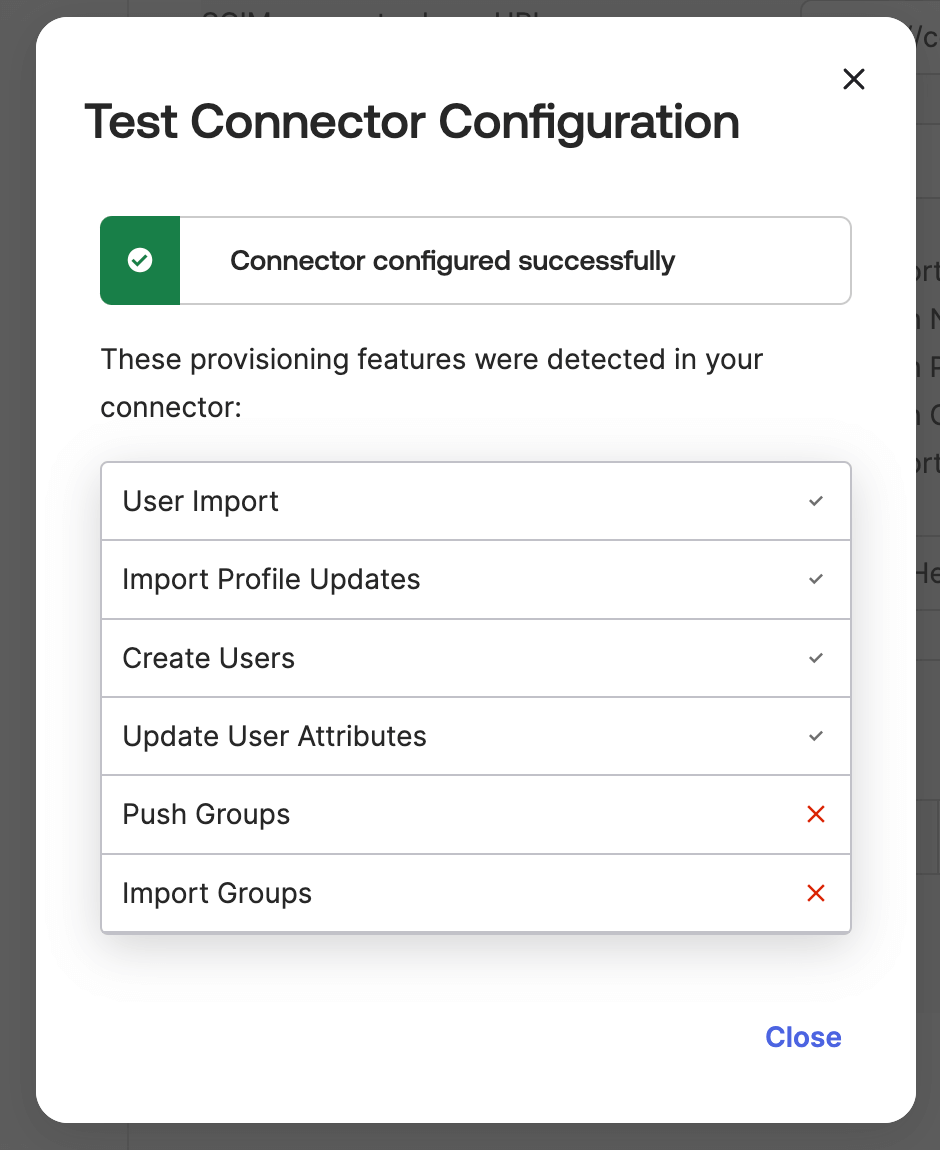 Test Connector Configuration
Connector configured successfully
These provisioning features were detected in your
connector:
User Import
Import Profile Updates
Create Users
Update User Attributes
Push Groups
Import Groups
Close